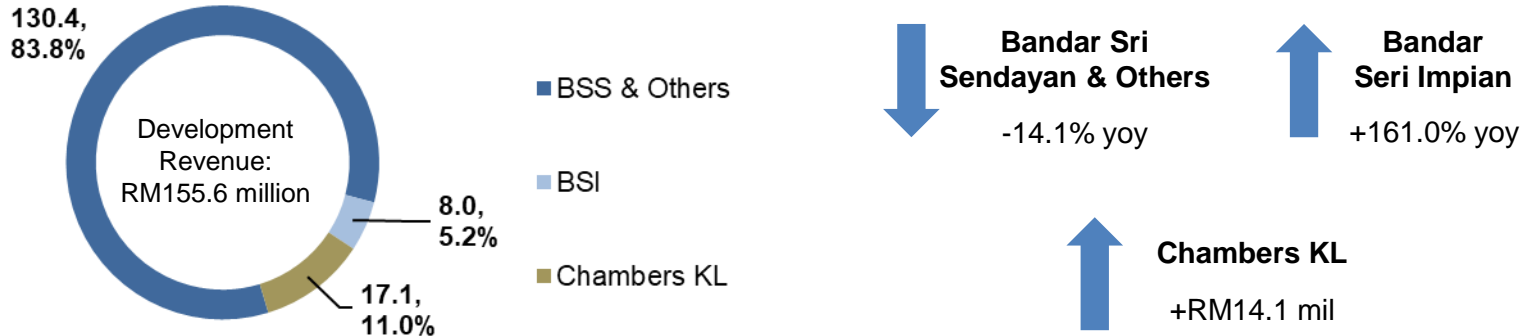 130.4,
83.8%
Development
Revenue:
RM155.6 million
8.0,
5.2%
17.1,
11.0%
BSS & Others
BSI
Chambers KL
Bandar Sri
Sendayan & Others
-14.1% yoy
Bandar
Seri Impian
+161.0% yoy
Chambers KL
+RM14.1 mil